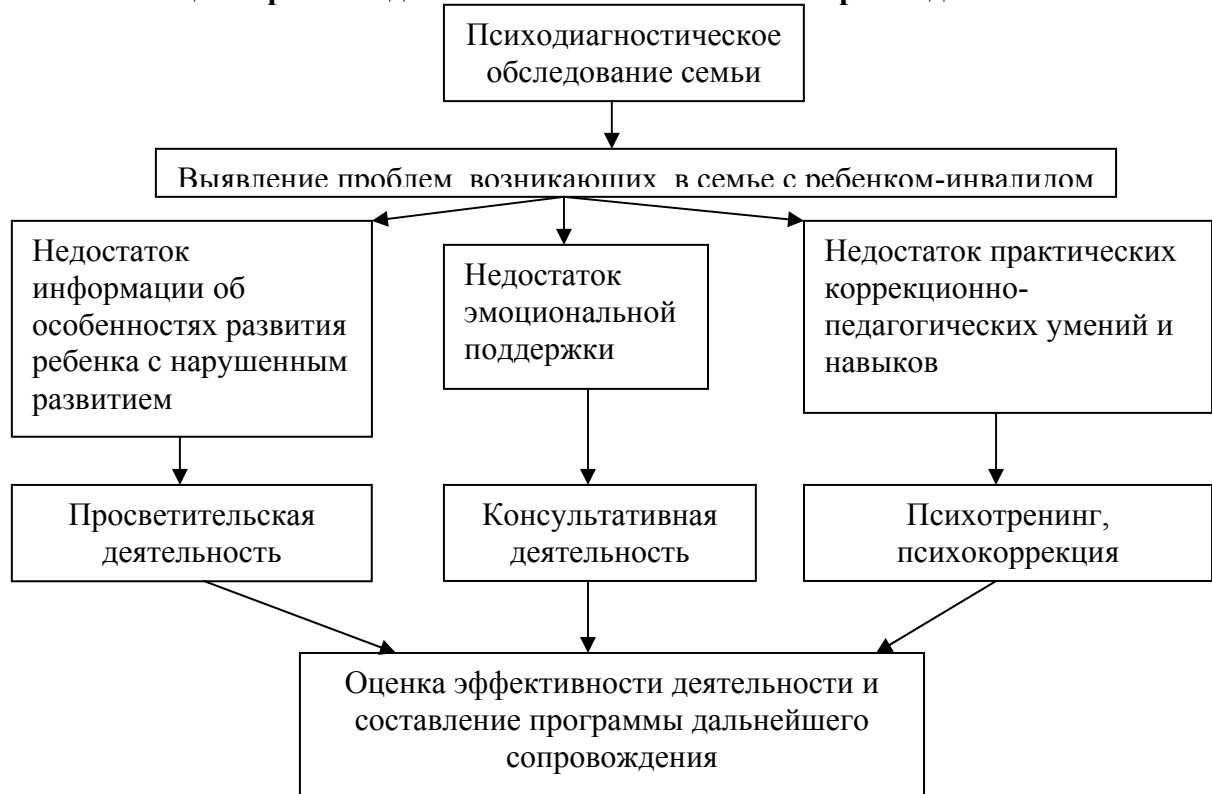 Психодиагностическое
обследование семьи
Выявление проблем возникающих в семье с ребенком-инвалидом
Недостаток
информации об
особенностях развития
ребенка с нарушенным
развитием
Недостаток
эмоциональной
поддержки
Недостаток практических
коррекционно-
педагогических умений и
навыков
Просветительская
деятельность
Консультативная
деятельность
Психотренинг,
психокоррекция
Оценка эффективности деятельности и
составление программы дальнейшего
сопровождения